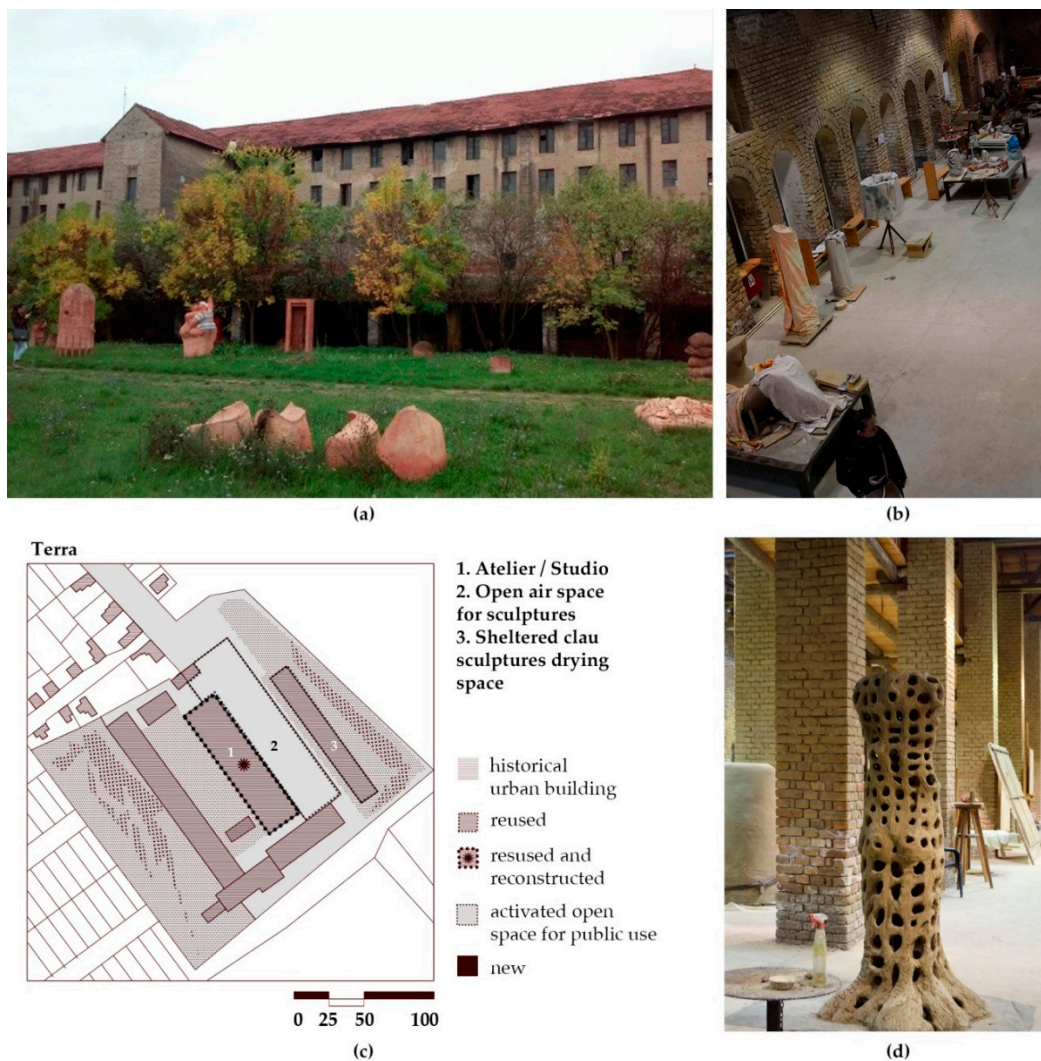 (a)
(b)
Terra
1. Atelier / Studio
2. Open air space
for sculptures
3. Sheltered clau
sculptures drying
space
1
2
3
historical
urban building
reused
resused and
reconstructed
activated open
space for public use
new
0 25 50 100
(c)
(d)